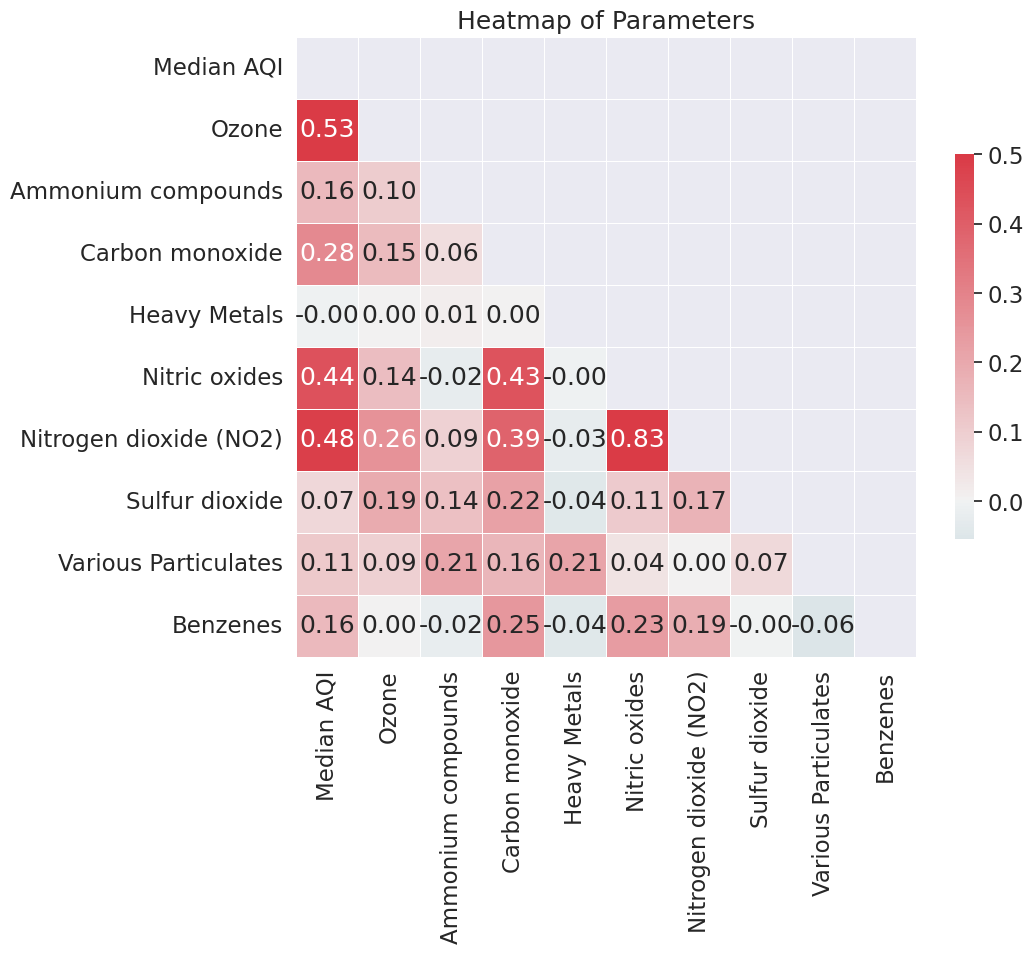 Heatmap of Parameters
Median AQI
Ozone 0.53
Ammonium compounds 0.16 0.10
Carbon monoxide 0.28 0.15 0.06
Heavy Metals -0.00 0.00 0.01 0.00
Nitric oxides 0.44 0.14 -0.02 0.43 -0.00
Nitrogen dioxide (NO2) 0.48 0.26 0.09 0.39 -0.03 0.83
Sulfur dioxide 0.07 0.19 0.14 0.22 -0.04 0.11 0.17
Various Particulates 0.11 0.09 0.21 0.16 0.21 0.04 0.00 0.07
Benzenes 0.16 0.00 -0.02 0.25 -0.04 0.23 0.19 -0.00 -0.06
Median AQI
Ozone
Ammonium compounds
Carbon monoxide
Heavy Metals
Nitric oxides
Nitrogen dioxide (NO2)
Sulfur dioxide
Various Particulates
Benzenes
0.5
0.4
0.3
0.2
0.1
0.0